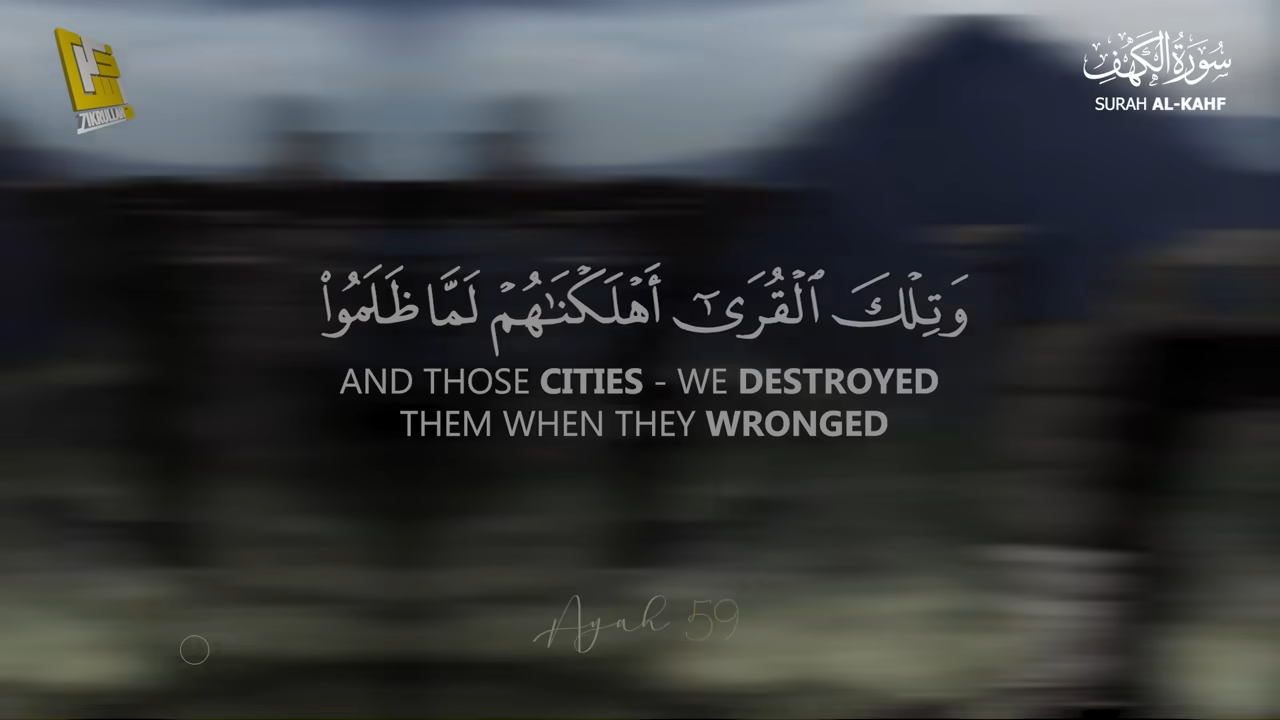 ZIKRULLAH
سُورَةُ الكَهْفِ
SURAH AL-KAHF
وَتِلْكَ ٱلْقُرَىٰٓ أَهْلَكْنَٰهُمْ لَمَّا ظَلَمُوا۟
AND THOSE CITIES - WE DESTROYED
THEM WHEN THEY WRONGED
Ayah 59